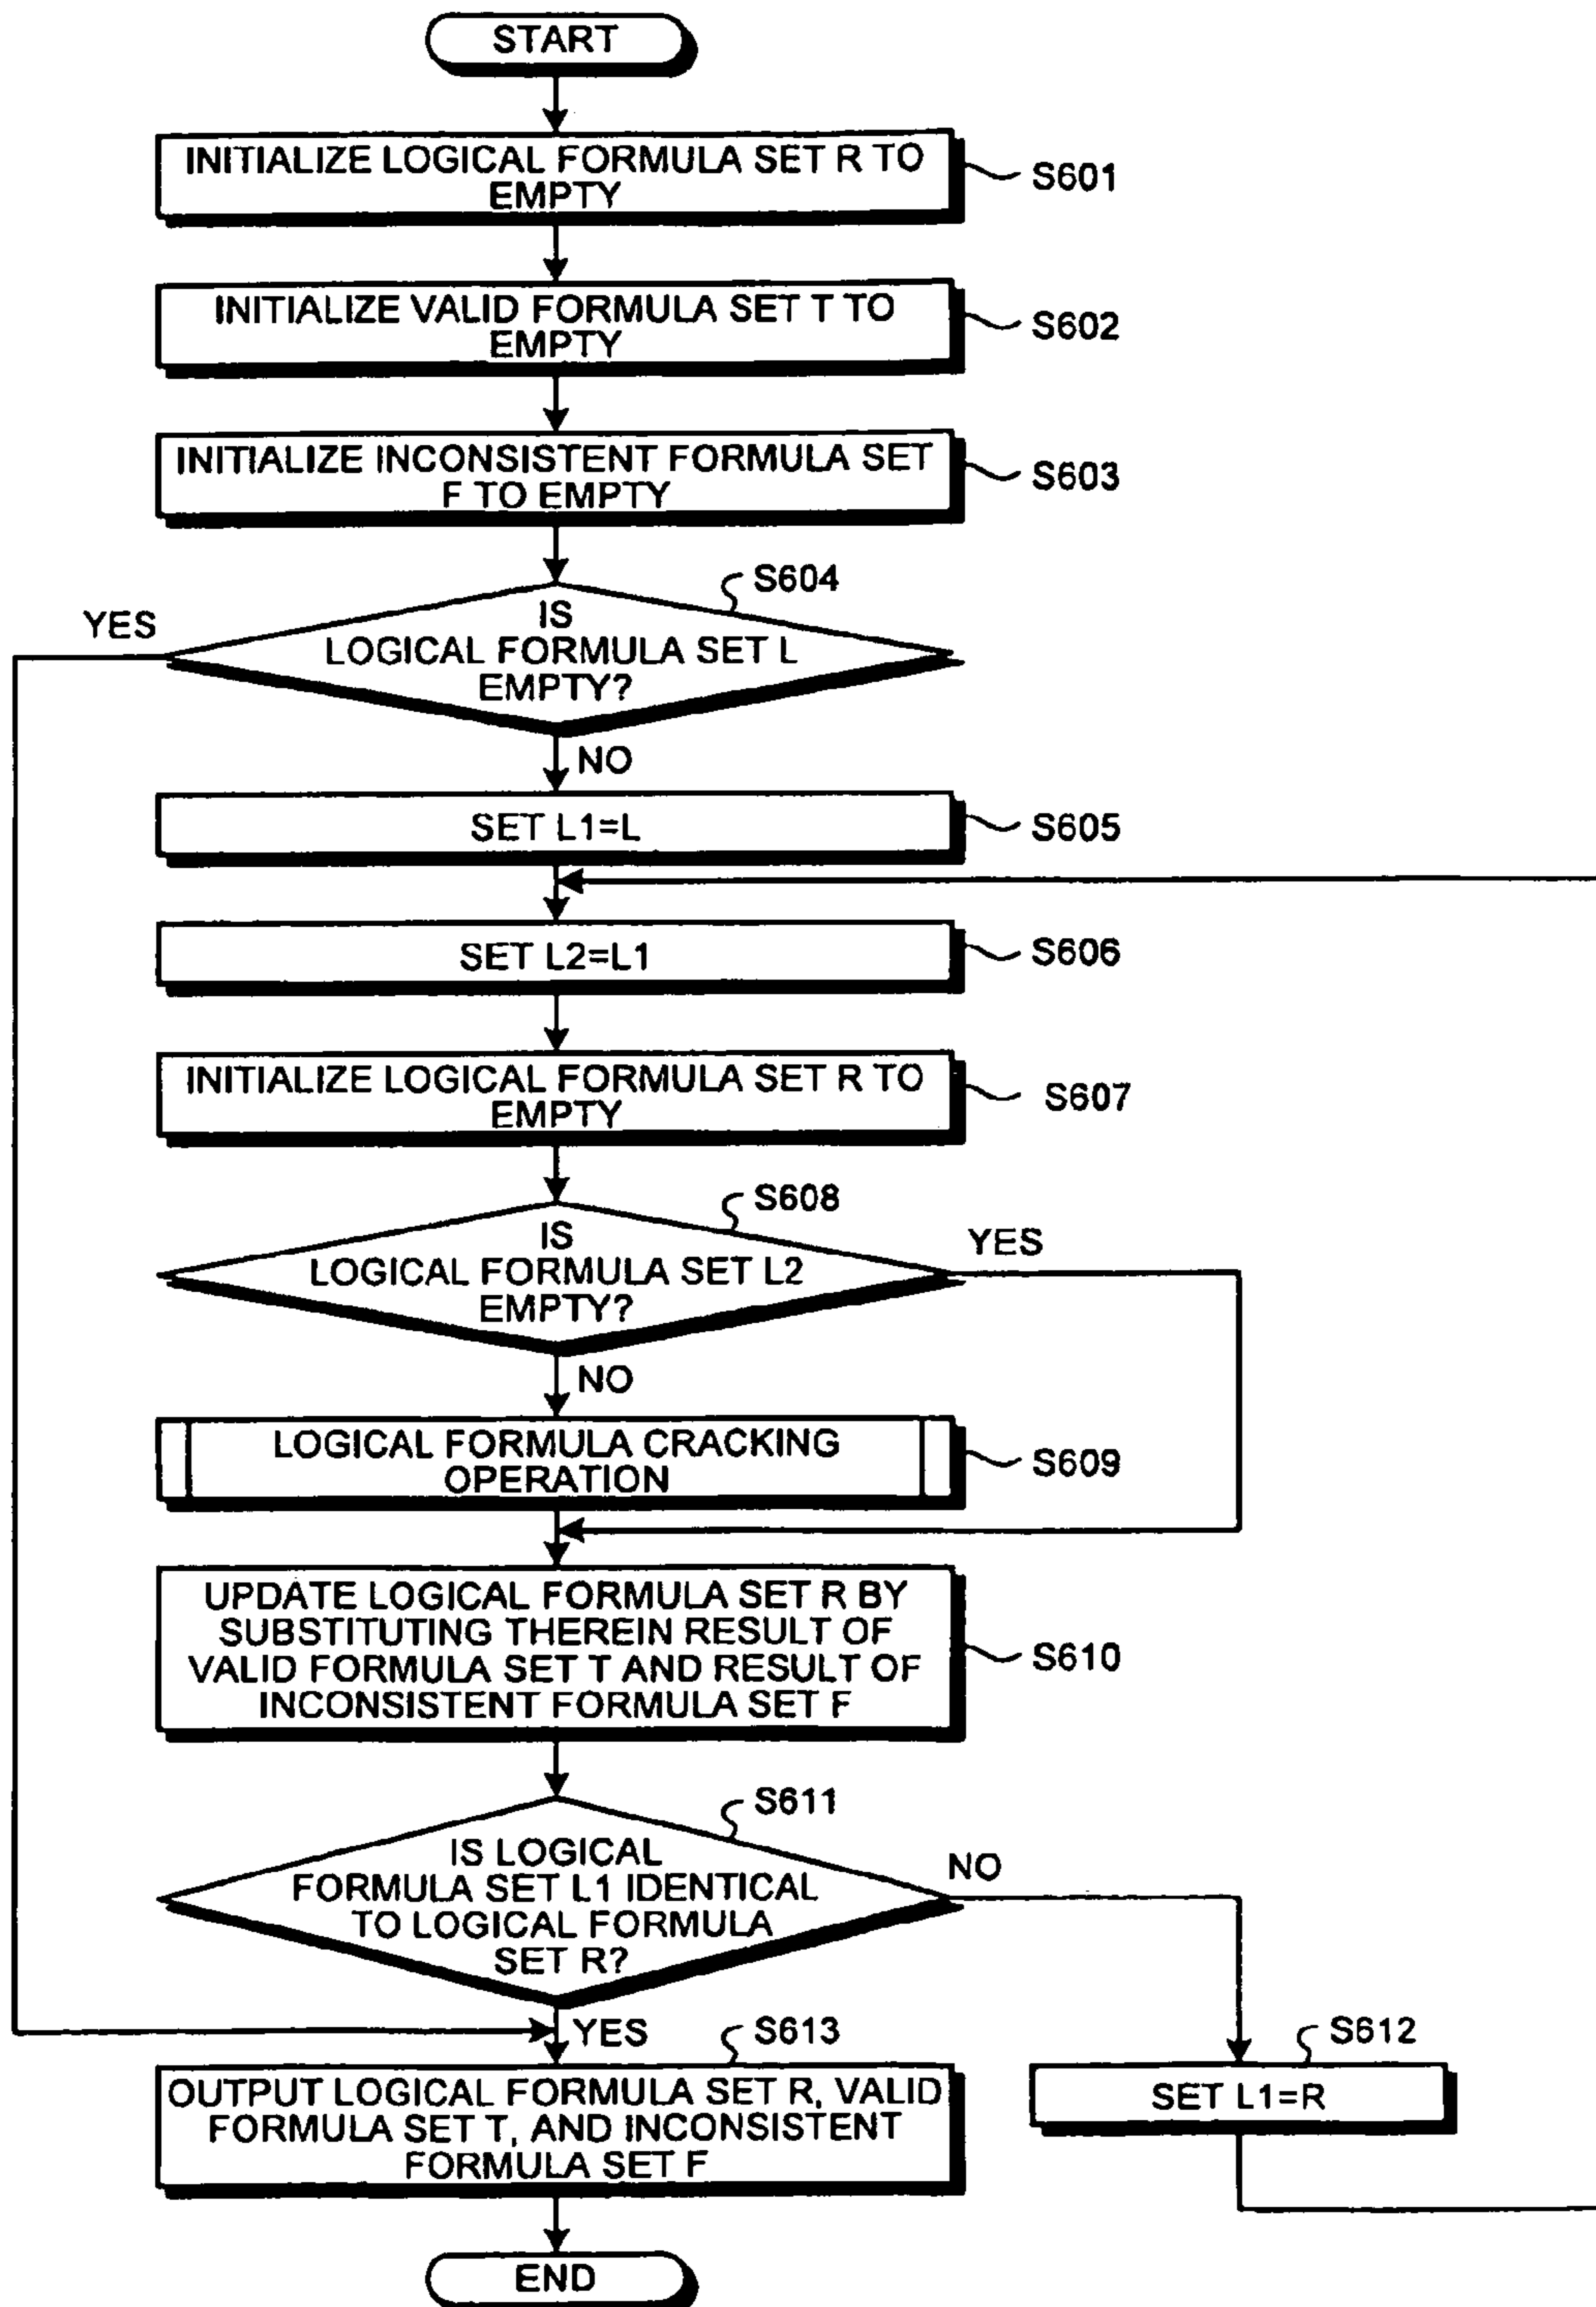 START
INITIALIZE LOGICAL FORMULA SET R TO
EMPTY
S601
INITIALIZE VALID FORMULA SET T TO
EMPTY
S602
INITIALIZE INCONSISTENT FORMULA SET
F TO EMPTY
S603
S604
YES
IS
LOGICAL FORMULA SET L
EMPTY?
NO
SET L1=L
S605
SET L2=L1
S606
INITIALIZE LOGICAL FORMULA SET R TO
EMPTY
S607
S608
IS
LOGICAL FORMULA SET L2
EMPTY?
YES
NO
LOGICAL FORMULA CRACKING
OPERATION
S609
UPDATE LOGICAL FORMULA SET R BY
SUBSTITUTING THEREIN RESULT OF
VALID FORMULA SET T AND RESULT OF
INCONSISTENT FORMULA SET F
S610
S611
IS LOGICAL
FORMULA SET L1 IDENTICAL
TO LOGICAL FORMULA
SET R?
NO
YES
S613
S612
OUTPUT LOGICAL FORMULA SET R, VALID
FORMULA SET T, AND INCONSISTENT
FORMULA SET F
SET L1=R
END